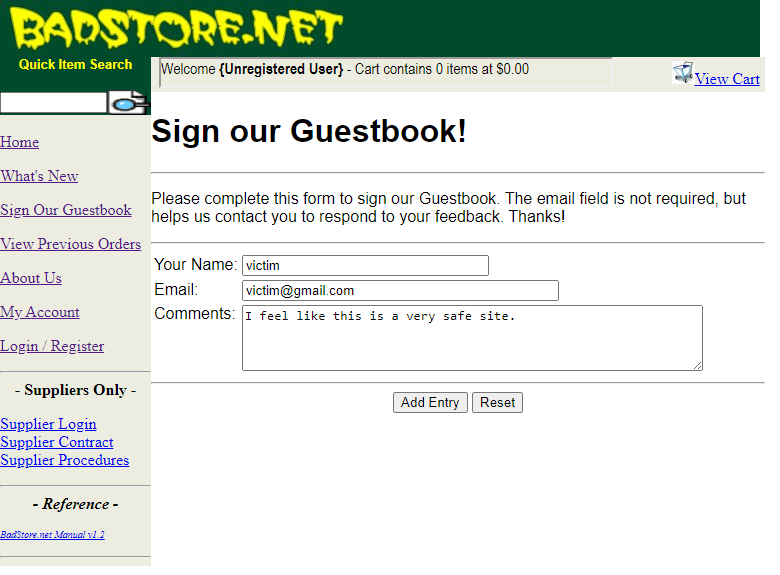 BADSTORE.NET
Quick Item Search
Welcome {Unregistered User} - Cart contains 0 items at $0.00
View Cart
Home
What's New
Sign Our Guestbook
View Previous Orders
About Us
My Account
Login / Register
- Suppliers Only -
Supplier Login
Supplier Contract
Supplier Procedures
- Reference -
BadStore.net Manual v1.2
Sign our Guestbook!
Please complete this form to sign our Guestbook. The email field is not required, but
helps us contact you to respond to your feedback. Thanks!
Your Name: victim
Email: victim@gmail.com
Comments: I feel like this is a very safe site.
Add Entry Reset